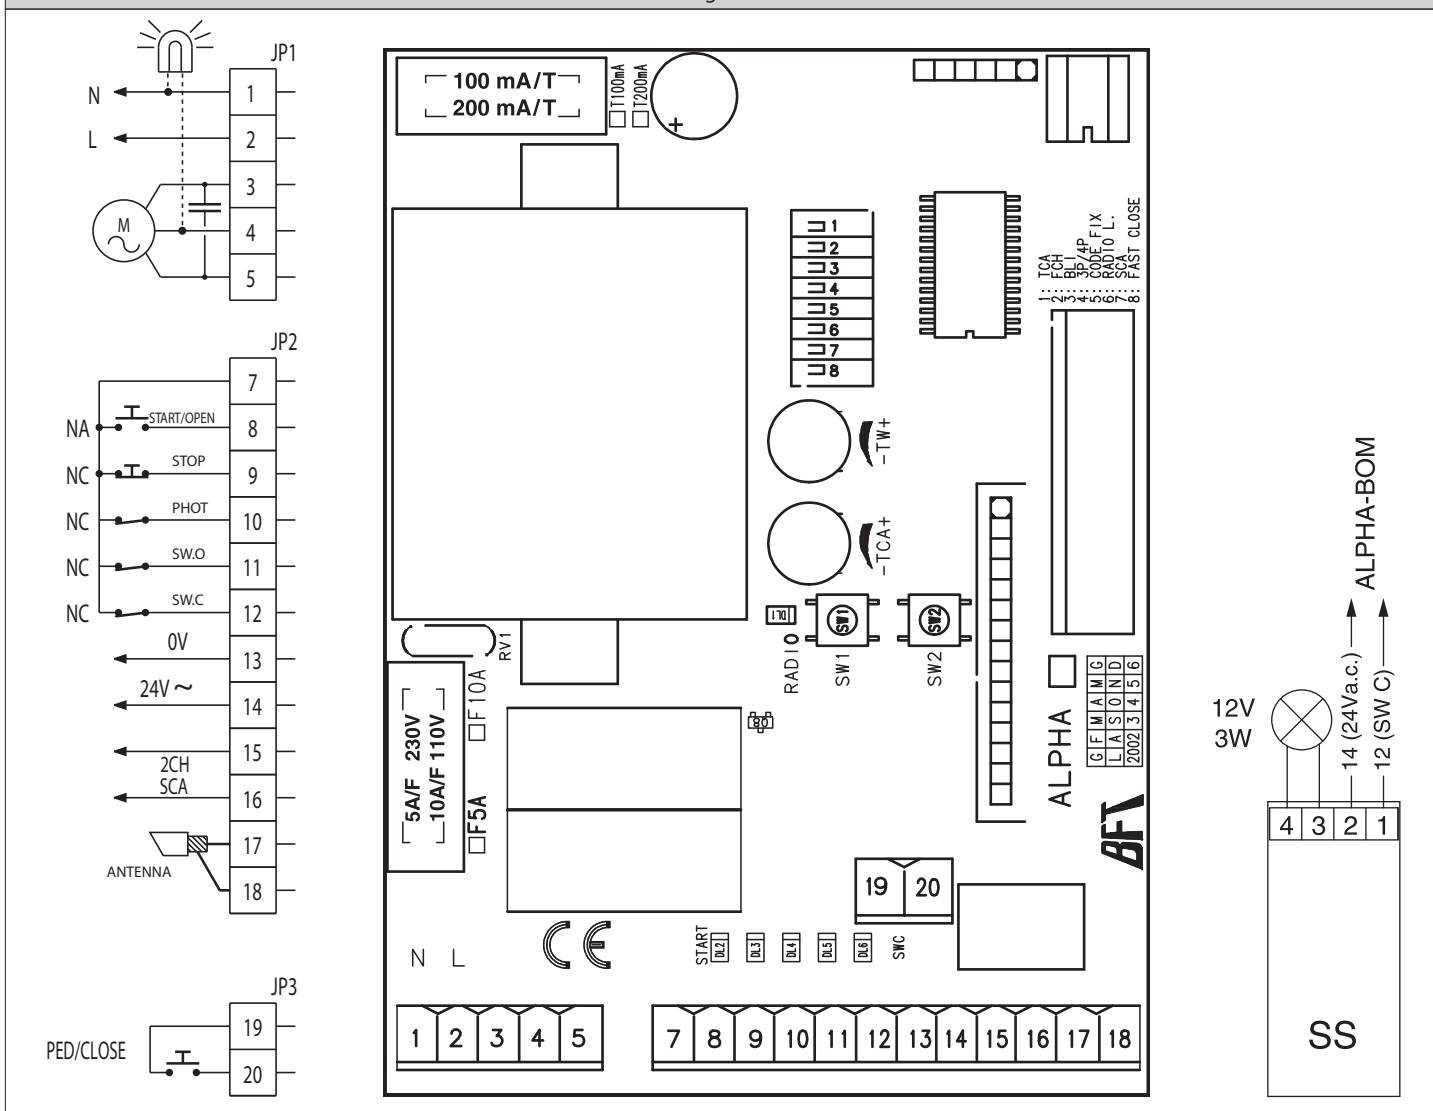 JP1
N
L
M
1
2
3
4
5
JP2
7
NA
START/OPEN
8
NC
STOP
9
NC
PHOT
10
NC
SW.O
11
NC
SW.C
12
0V
13
24V ~
14
15
2CH
SCA
16
17
ANTENNA
18
JP3
19
PED/CLOSE
20
100 mA/T
200 mA/T
T100mA
T200mA
+
1
2
3
4
5
6
7
8
1: TCA
2: FCH
3: BLI
4: 3P/4P
5: CODE FIX
6: RADIO L.
7: SCA
8: FAST CLOSE
-TW+
-TCA+
DL1
RADIO
SW1
SW1
SW2
SW2
RV1
F10A
5A/F 230V
10A/F 110V
F5A
ALPHA
G F M A M G
L A S O N D
2002 3 4 5 6
BFT
19 20
N L
CE
START
DL2
DL3
DL4
DL5
DL6
SWC
1 2 3 4 5
7 8 9 10 11 12 13 14 15 16 17 18
12V
3W
14 (24Va.c.)
12 (SW C)
ALPHA-BOM
4 3 2 1
SS